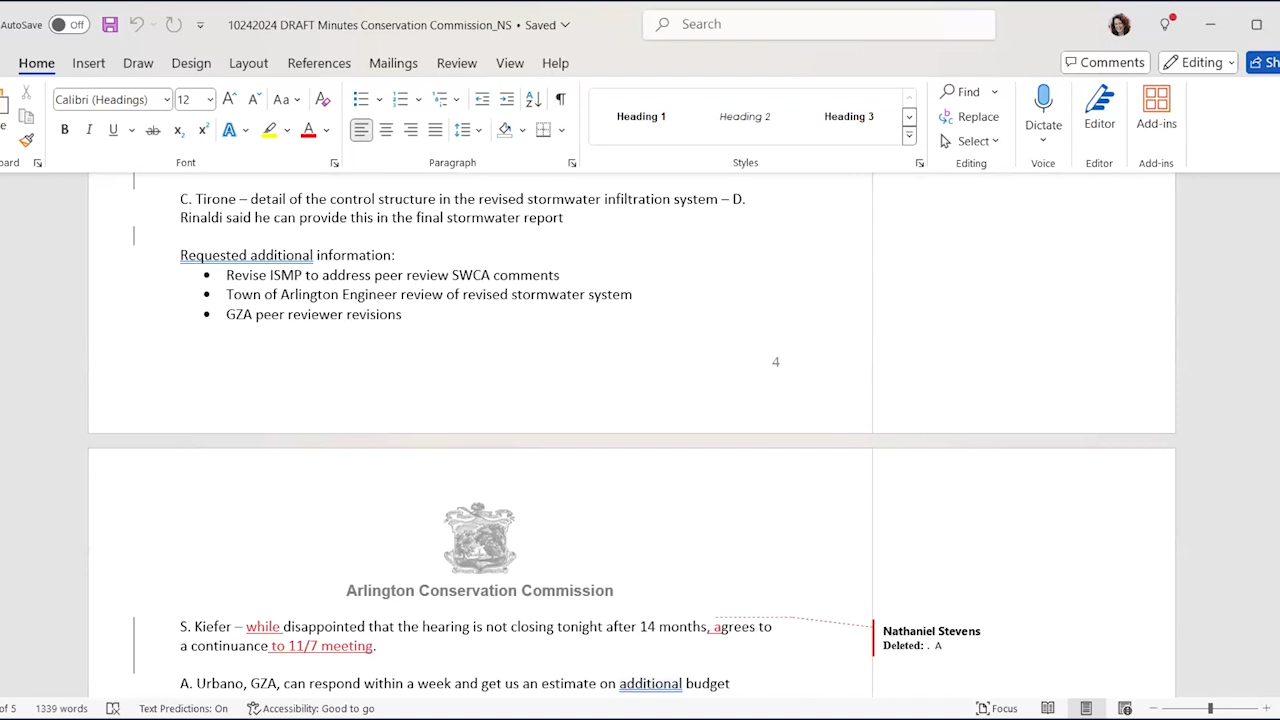 AutoSave Off 10242024 DRAFT Minutes Conservation Commission_NS • Saved Search
Home Insert Draw Design Layout References Mailings Review View Help Comments Editing Sh
Calibri (Headings) 12 Aa Heading 1 Heading 2 Heading 3 Find Replace Select Dictate Editor Add-ins
oard Font Paragraph Styles Editing Voice Editor Add-ins
C. Tirone – detail of the control structure in the revised stormwater infiltration system – D.
Rinaldi said he can provide this in the final stormwater report
Requested additional information:
• Revise ISMP to address peer review SWCA comments
• Town of Arlington Engineer review of revised stormwater system
• GZA peer reviewer revisions
4
Arlington Conservation Commission
S. Kiefer – while disappointed that the hearing is not closing tonight after 14 months, agrees to
a continuance to 11/7 meeting.
Nathaniel Stevens
Deleted: . A
A. Urbano, GZA, can respond within a week and get us an estimate on additional budget
of 5 1339 words Text Predictions: On Accessibility: Good to go Focus